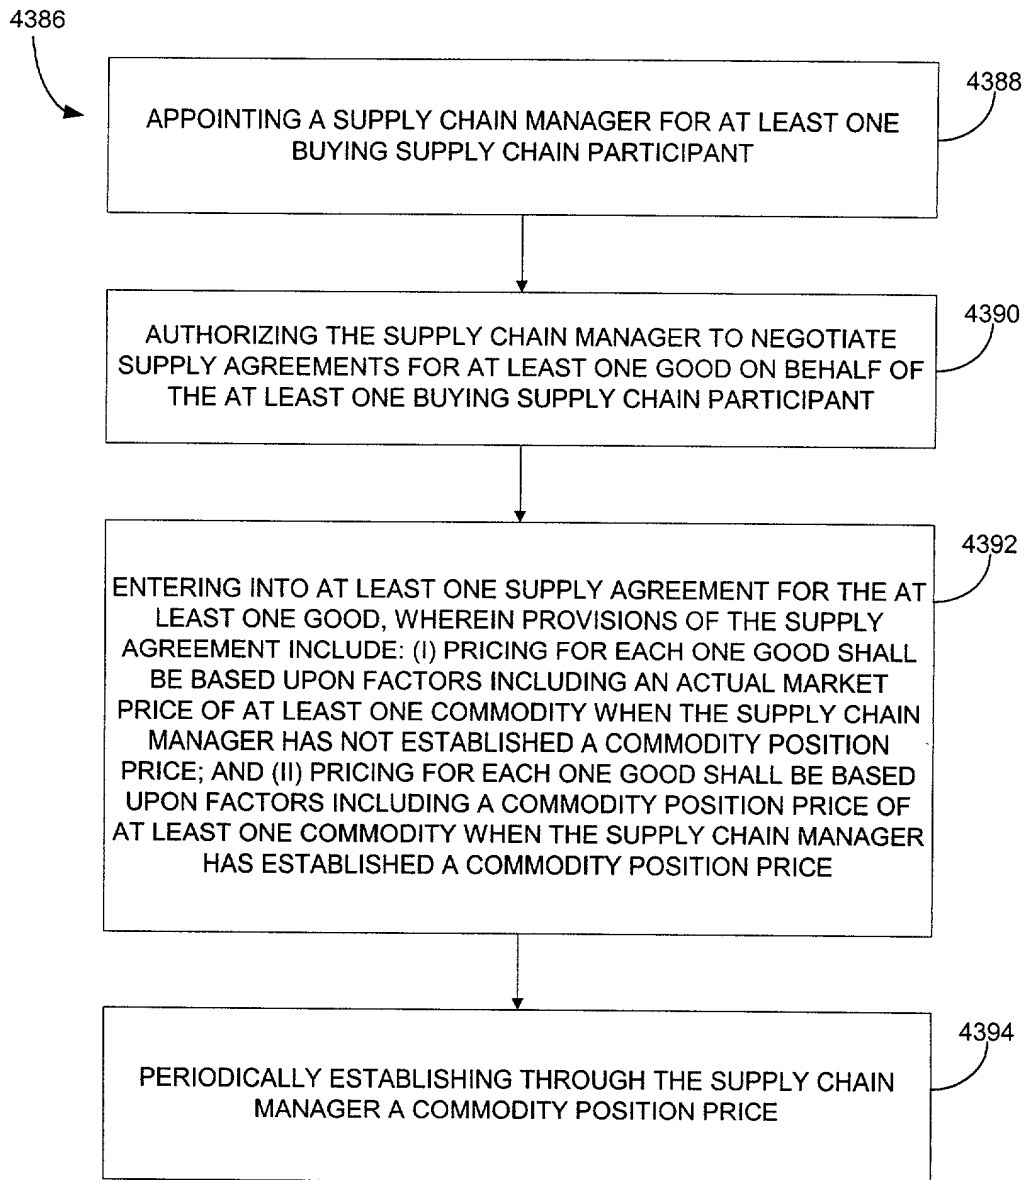 4386
4388
APPOINTING A SUPPLY CHAIN MANAGER FOR AT LEAST ONE
BUYING SUPPLY CHAIN PARTICIPANT
4390
AUTHORIZING THE SUPPLY CHAIN MANAGER TO NEGOTIATE
SUPPLY AGREEMENTS FOR AT LEAST ONE GOOD ON BEHALF OF
THE AT LEAST ONE BUYING SUPPLY CHAIN PARTICIPANT
4392
ENTERING INTO AT LEAST ONE SUPPLY AGREEMENT FOR THE AT
LEAST ONE GOOD, WHEREIN PROVISIONS OF THE SUPPLY
AGREEMENT INCLUDE: (I) PRICING FOR EACH ONE GOOD SHALL
BE BASED UPON FACTORS INCLUDING AN ACTUAL MARKET
PRICE OF AT LEAST ONE COMMODITY WHEN THE SUPPLY CHAIN
MANAGER HAS NOT ESTABLISHED A COMMODITY POSITION
PRICE; AND (II) PRICING FOR EACH ONE GOOD SHALL BE BASED
UPON FACTORS INCLUDING A COMMODITY POSITION PRICE OF
AT LEAST ONE COMMODITY WHEN THE SUPPLY CHAIN MANAGER
HAS ESTABLISHED A COMMODITY POSITION PRICE
4394
PERIODICALLY ESTABLISHING THROUGH THE SUPPLY CHAIN
MANAGER A COMMODITY POSITION PRICE